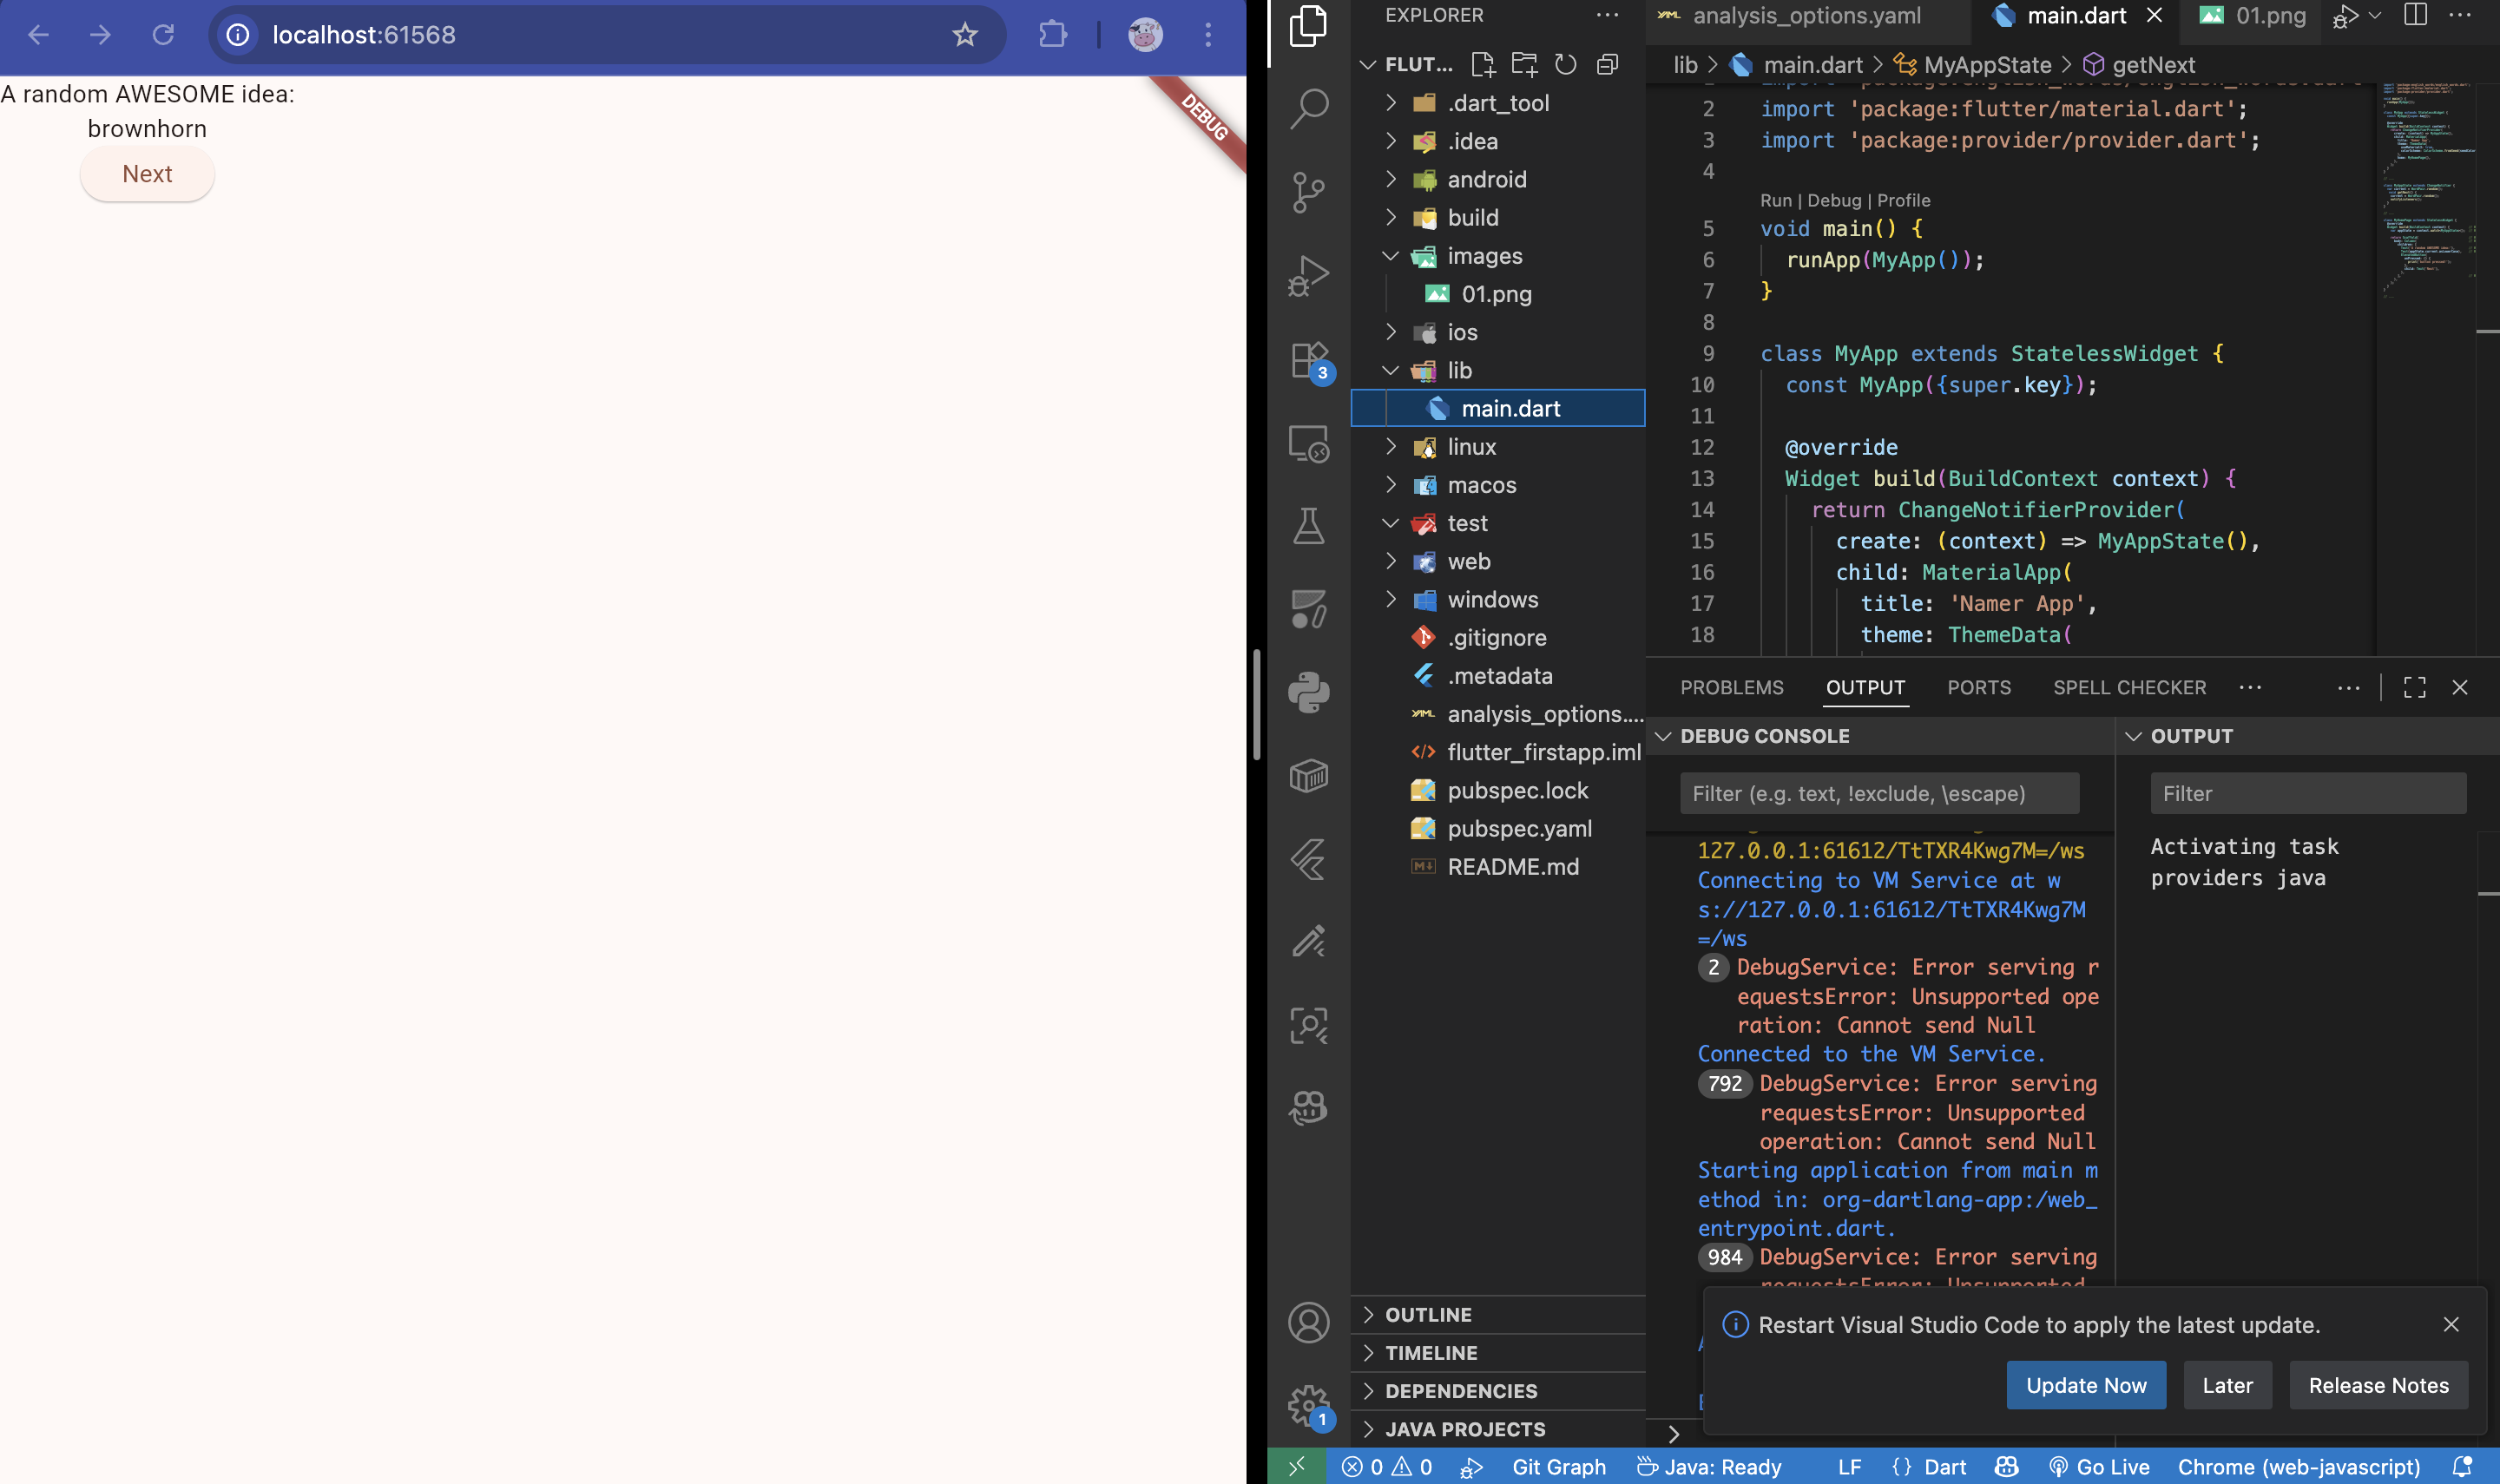 localhost:61568
A random AWESOME idea:
brownhorn
Next
DEBUG
EXPLORER
FLUT...
.dart_tool
.idea
android
build
images
01.png
ios
lib
main.dart
linux
macos
test
web
windows
.gitignore
.metadata
analysis_options....
flutter_firstapp.iml
pubspec.lock
pubspec.yaml
README.md
OUTLINE
TIMELINE
DEPENDENCIES
JAVA PROJECTS
3
1
analysis_options.yaml
main.dart
01.png
lib > main.dart > MyAppState > getNext
2 import 'package:flutter/material.dart';
3 import 'package:provider/provider.dart';
4
Run | Debug | Profile
5 void main() {
6 runApp(MyApp());
7 }
8
9 class MyApp extends StatelessWidget {
10 const MyApp({super.key});
11
12 @override
13 Widget build(BuildContext context) {
14 return ChangeNotifierProvider(
15 create: (context) => MyAppState(),
16 child: MaterialApp(
17 title: 'Namer App',
18 theme: ThemeData(
PROBLEMS OUTPUT PORTS SPELL CHECKER
DEBUG CONSOLE
Filter (e.g. text, !exclude, \escape)
127.0.0.1:61612/TtTXR4Kwg7M=/ws
Connecting to VM Service at w
s://127.0.0.1:61612/TtTXR4Kwg7M
=/ws
2 DebugService: Error serving r
equestsError: Unsupported ope
ration: Cannot send Null
Connected to the VM Service.
792 DebugService: Error serving
requestsError: Unsupported
operation: Cannot send Null
Starting application from main m
ethod in: org-dartlang-app:/web_
entrypoint.dart.
984 DebugService: Error serving
requestsError: Unsupported
OUTPUT
Filter
Activating task
providers java
Restart Visual Studio Code to apply the latest update.
Update Now
Later
Release Notes
0 0 Git Graph Java: Ready LF {} Dart Go Live Chrome (web-javascript)